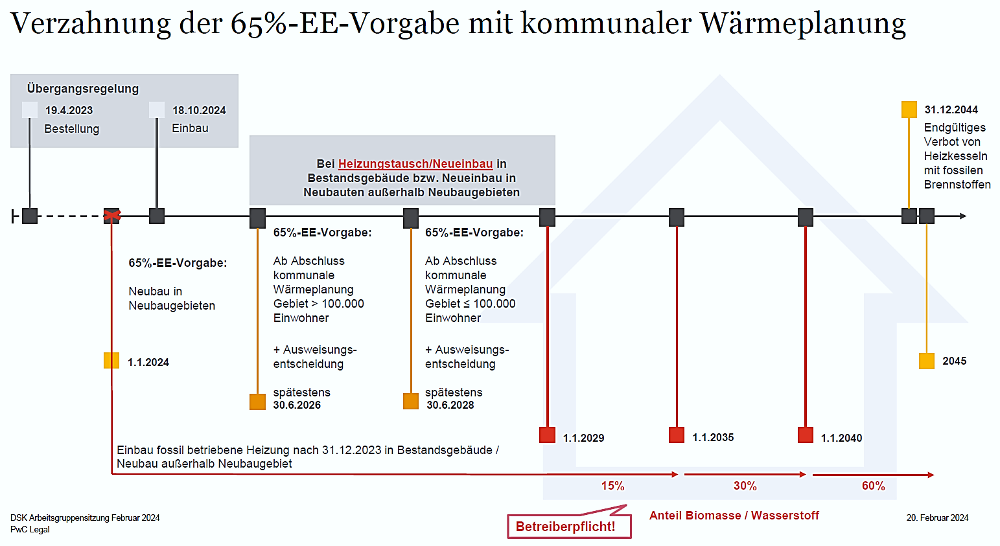 Verzahnung der 65%-EE-Vorgabe mit kommunaler Wärmeplanung
Übergangsregelung
19.4.2023
Bestellung
18.10.2024
Einbau
Bei Heizungstausch/Neueinbau in
Bestandsgebäude bzw. Neueinbau in
Neubauten außerhalb Neubaugebieten
31.12.2044
Endgültiges
Verbot von
Heizkesseln
mit fossilen
Brennstoffen
65%-EE-Vorgabe:
Neubau in
Neubaugebieten
1.1.2024
65%-EE-Vorgabe:
Ab Abschluss
kommunale
Wärmeplanung
Gebiet > 100.000
Einwohner
+ Ausweisungs-
entscheidung
spätestens
30.6.2026
65%-EE-Vorgabe:
Ab Abschluss
kommunale
Wärmeplanung
Gebiet ≤ 100.000
Einwohner
+ Ausweisungs-
entscheidung
spätestens
30.6.2028
1.1.2029
1.1.2035
1.1.2040
2045
Einbau fossil betriebene Heizung nach 31.12.2023 in Bestandsgebäude /
Neubau außerhalb Neubaugebiet
15%
30%
60%
Anteil Biomasse / Wasserstoff
Betreiberpflicht!
DSK Arbeitsgruppensitzung Februar 2024
PwC Legal
20. Februar 2024